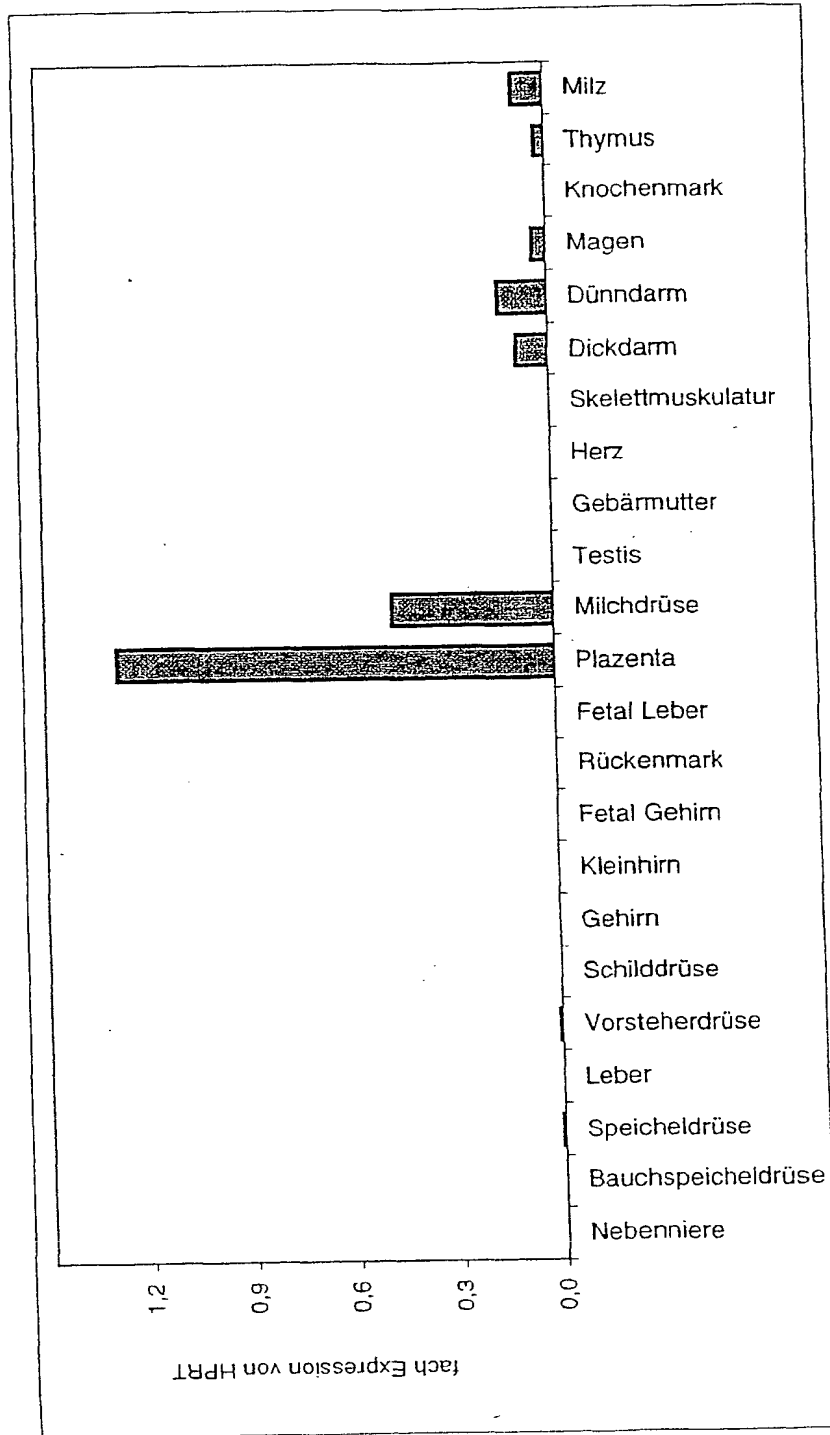 Milz
Thymus
Knochenmark
Magen
Dünndarm
Dickdarm
Skelettmuskulatur
Herz
Gebärmutter
Testis
Milchdrüse
Plazenta
Fetal Leber
Rückenmark
Fetal Gehirn
Kleinhirn
Gehirn
Schilddrüse
Vorsteherdrüse
Leber
Speicheldrüse
Bauchspeicheldrüse
Nebenniere
1,2
0,9
0,6
0,3
0,0
fach Expression von HPRT